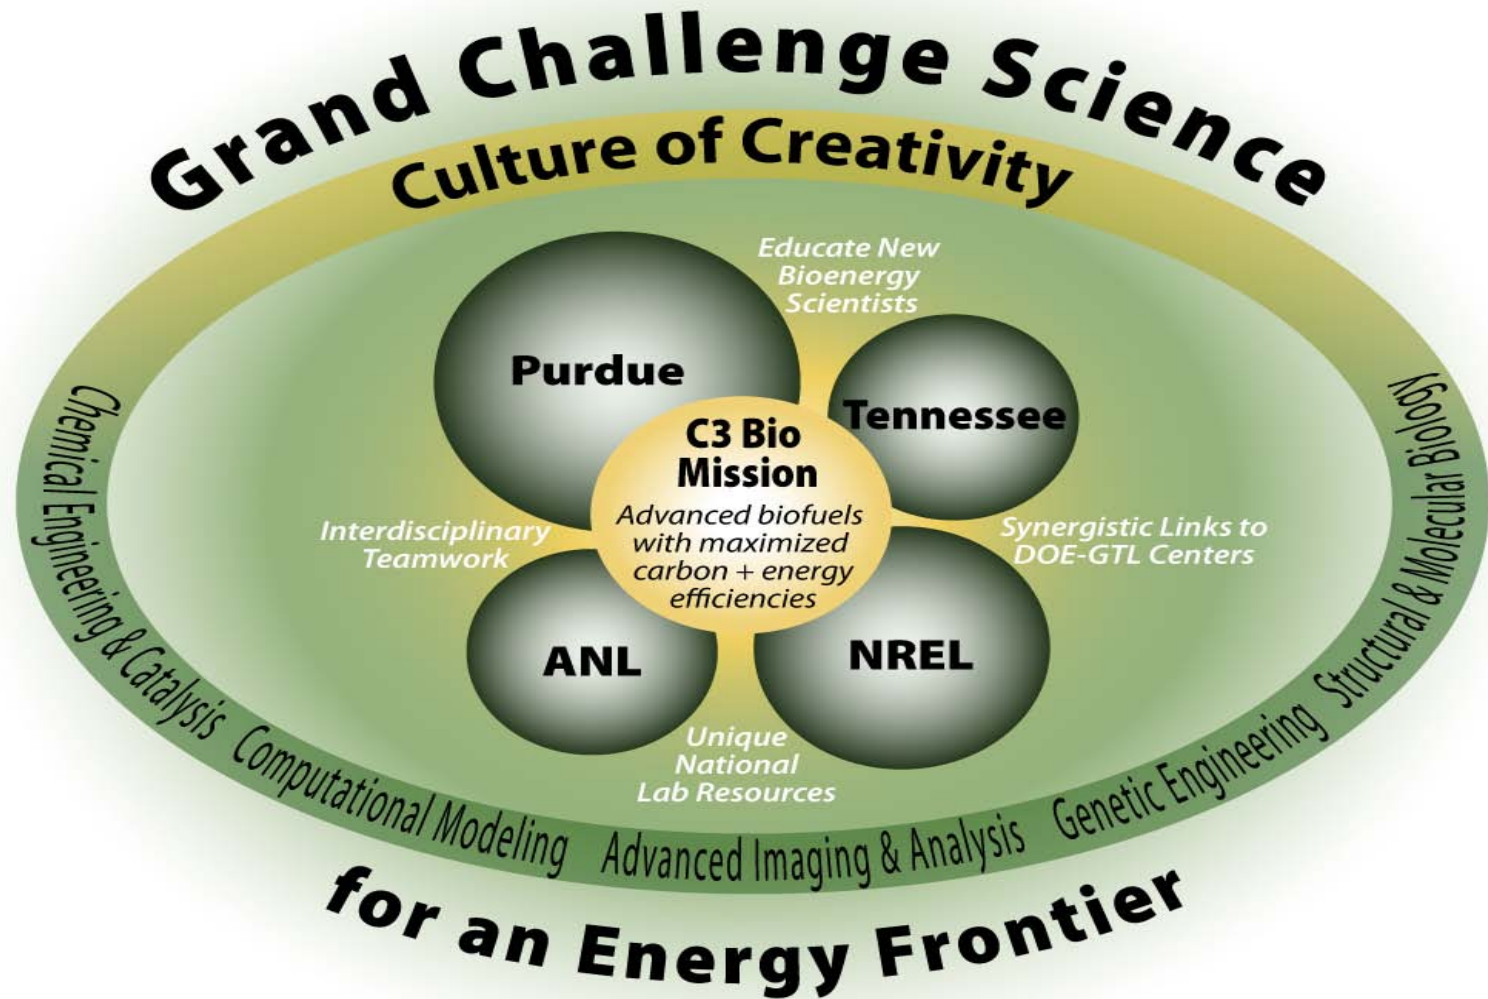 Grand Challenge Science
Culture of Creativity
Educate New
Bioenergy
Scientists
Purdue
Tennessee
C3 Bio
Mission
Advanced biofuels
with maximized
carbon + energy
efficiencies
Interdisciplinary
Teamwork
Synergistic Links to
DOE-GTL Centers
ANL
NREL
Unique
National
Lab Resources
Chemical Engineering & Catalysis
Computational Modeling
Advanced Imaging & Analysis
Genetic Engineering
Structural & Molecular Biology
for an Energy Frontier